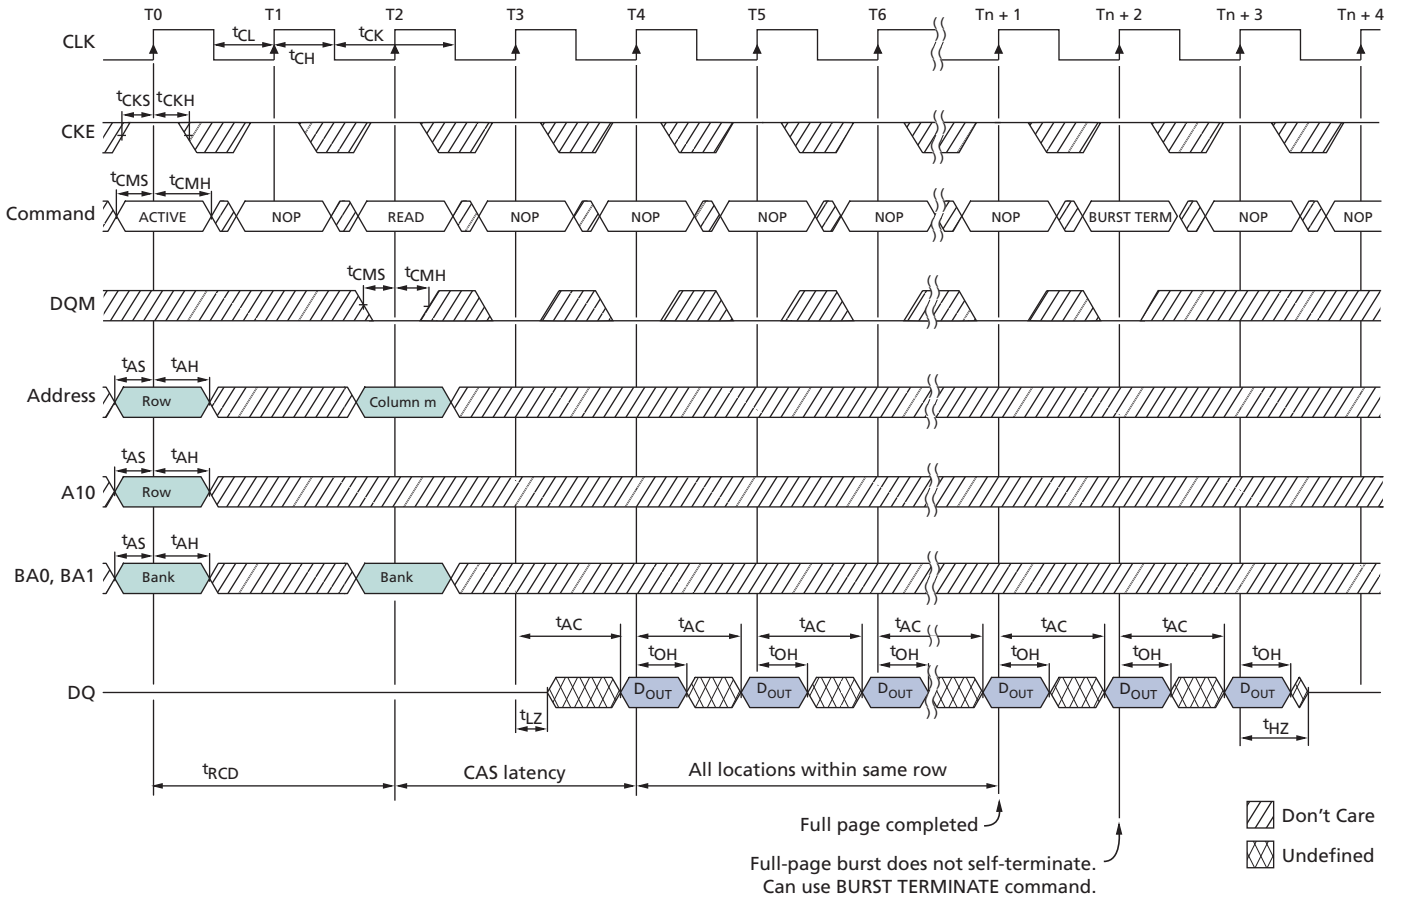 T0 T1 T2 T3 T4 T5 T6 Tn + 1 Tn + 2 Tn + 3 Tn + 4
CLK
tCL tCK
tCH
tCKS tCKH
CKE
tCMS tCMH
Command ACTIVE NOP READ NOP NOP NOP NOP NOP BURST TERM NOP NOP
tCMS tCMH
DQM
tAS tAH
Address Row Column m
tAS tAH
A10 Row
tAS tAH
BA0, BA1 Bank Bank
tAC tAC tAC tAC tAC tAC
tOH tOH tOH tOH tOH tOH
DQ DOUT DOUT DOUT DOUT DOUT DOUT
tLZ tHZ
tRCD CAS latency All locations within same row
Full page completed
Full-page burst does not self-terminate.
Can use BURST TERMINATE command.
Don't Care
Undefined